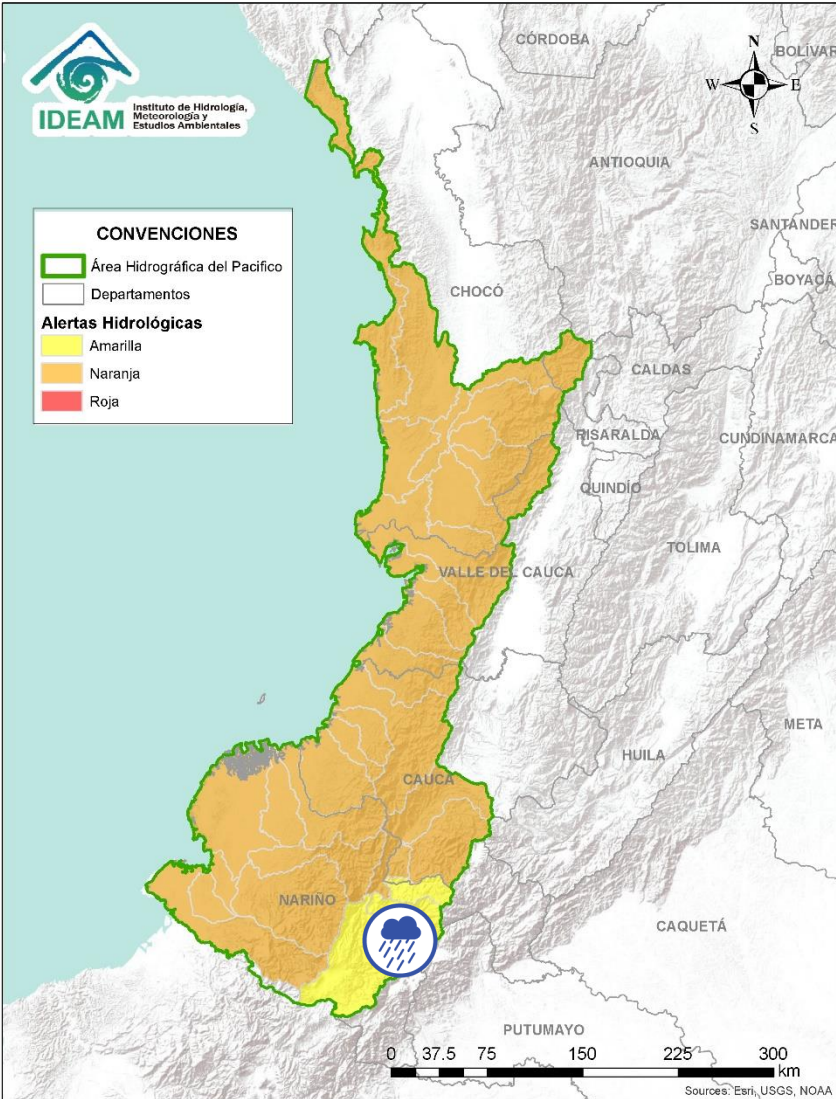 IDEAM
Instituto de Hidrología,
Meteorología y
Estudios Ambientales
N
W
E
S
CÓRDOBA
BOLÍVAR
ANTIOQUIA
SANTANDER
BOYACÁ
CONVENCIONES
Área Hidrográfica del Pacifico
Departamentos
Alertas Hidrológicas
Amarilla
Naranja
Roja
CHOCÓ
CALDAS
RISARALDA
CUNDINAMARCA
QUINDÍO
TOLIMA
VALLE DEL CAUCA
META
HUILA
CAUCA
NARIÑO
CAQUETÁ
PUTUMAYO
0 37.5 75 150 225 300
km
Sources: Esri, USGS, NOAA